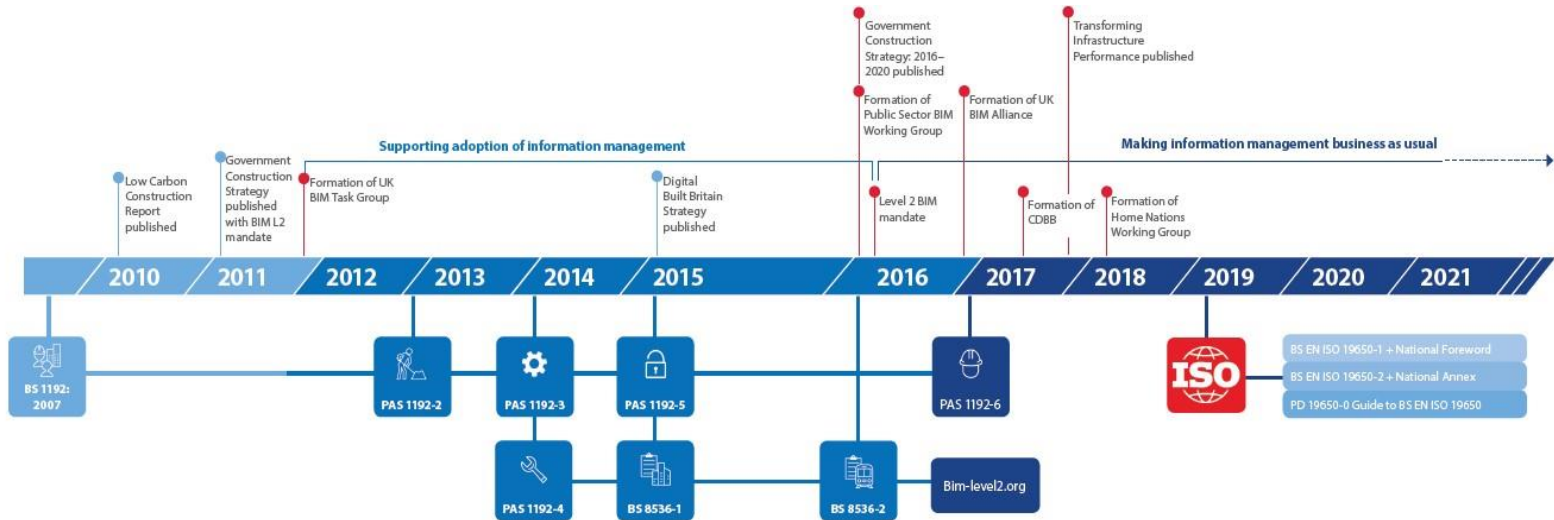 Government
Construction
Strategy: 2016–
2020 published
Transforming
Infrastructure
Performance published
Formation of
Public Sector BIM
Working Group
Formation of UK
BIM Alliance
Supporting adoption of information management
Making information management business as usual
Low Carbon
Construction
Report
published
Government
Construction
Strategy
published
with BIM L2
mandate
Formation of UK
BIM Task Group
Digital
Built Britain
Strategy
published
Level 2 BIM
mandate
Formation of
CDBB
Formation of
Home Nations
Working Group
2010
2011
2012
2013
2014
2015
2016
2017
2018
2019
2020
2021
BS 1192:
2007
PAS 1192-2
PAS 1192-3
PAS 1192-5
PAS 1192-6
ISO
BS EN ISO 19650-1 + National Foreword
BS EN ISO 19650-2 + National Annex
PD 19650-0 Guide to BS EN ISO 19650
PAS 1192-4
BS 8536-1
BS 8536-2
Bim-level2.org